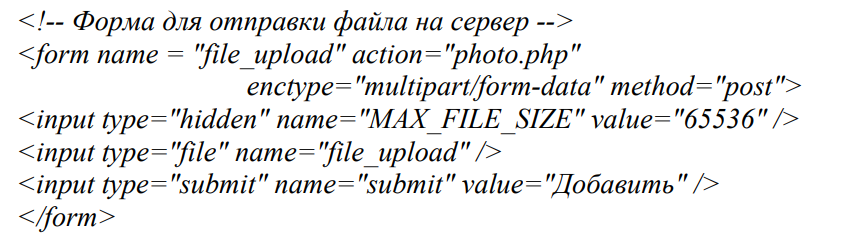 <!-- Форма для отправки файла на сервер -->
<form name = "file_upload" action="photo.php"
enctype="multipart/form-data" method="post">
<input type="hidden" name="MAX_FILE_SIZE" value="65536" />
<input type="file" name="file_upload" />
<input type="submit" name="submit" value="Добавить" />
</form>